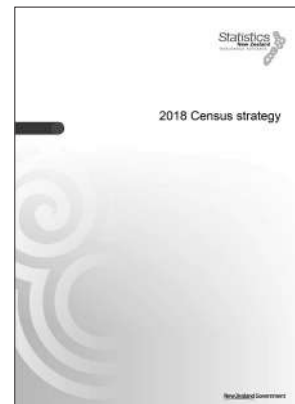 Statistics
New Zealand
2018 Census strategy
New Zealand Government